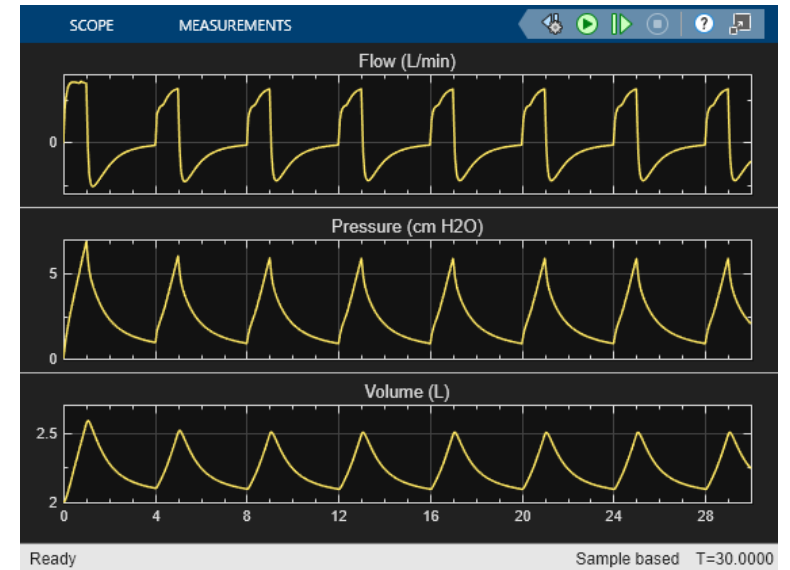 SCOPE MEASUREMENTS ?
Flow (L/min)
0
Pressure (cm H2O)
5
0
Volume (L)
2.5
2
0 4 8 12 16 20 24 28
Ready Sample based T=30.0000